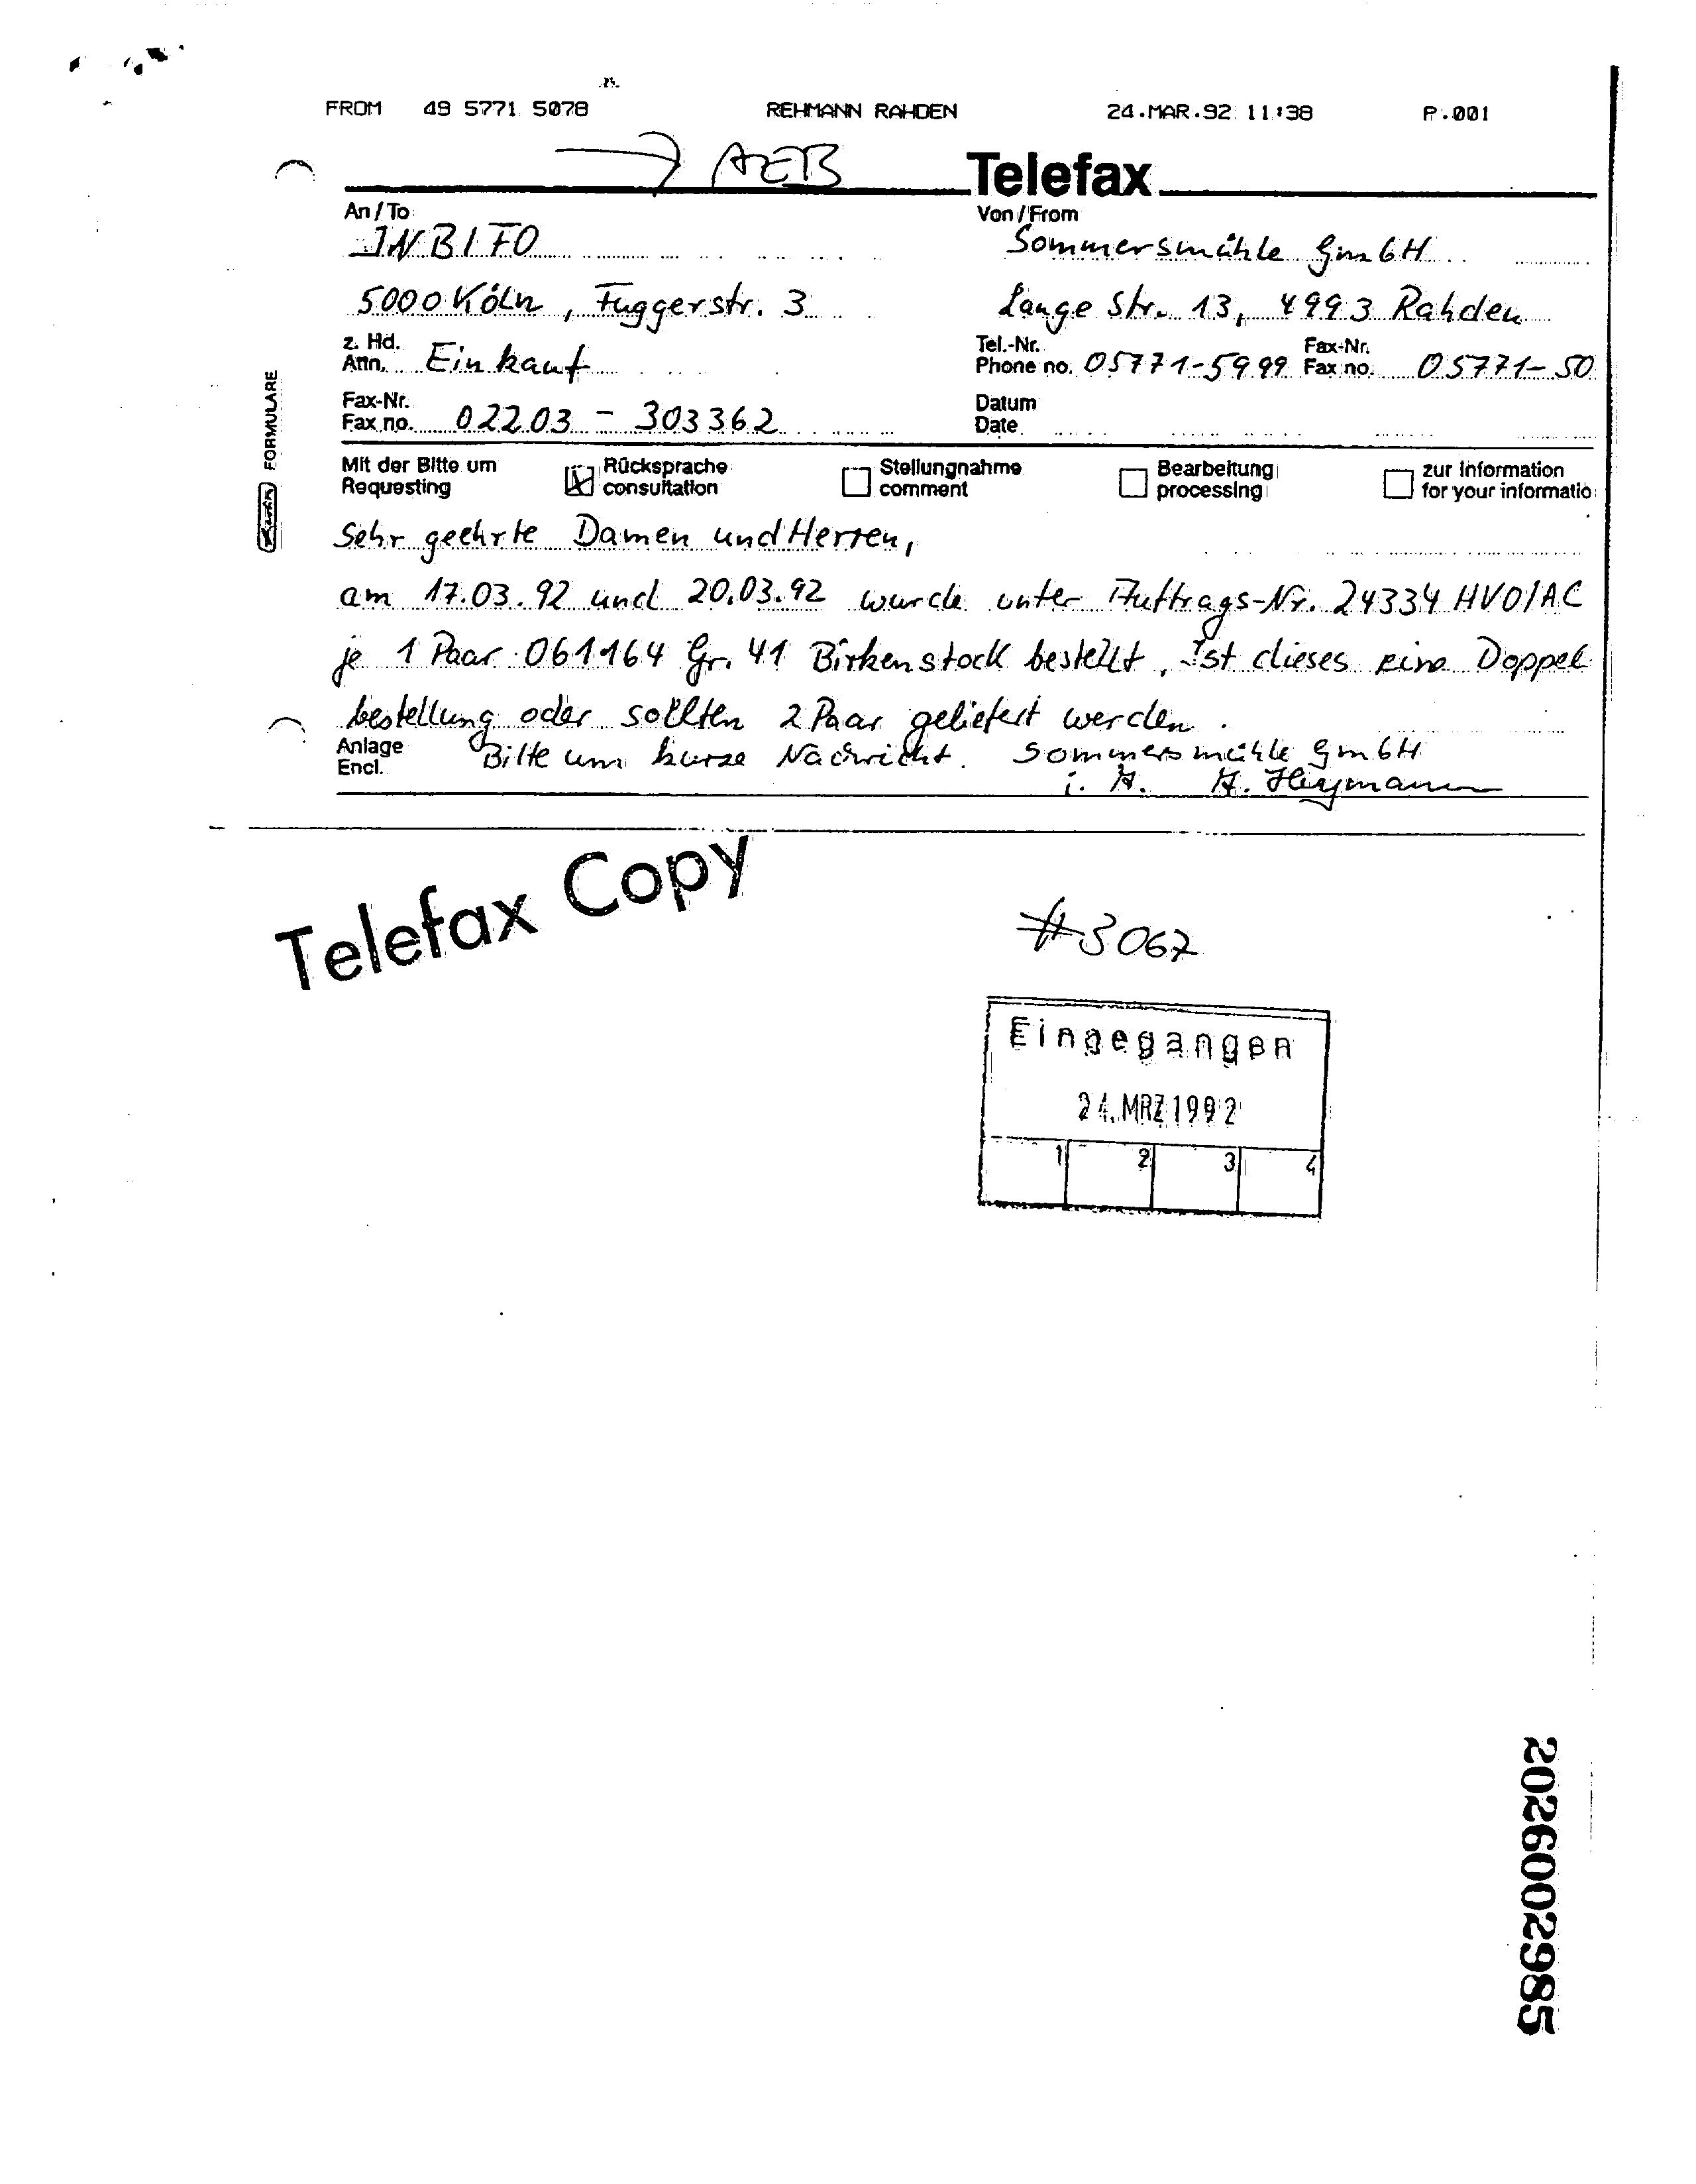 FROM 49 5771 5078 REHMANN RAHDEN 24.MAR.92 11:38 P.001
→ AZTB
Telefax
An / To
INBIFO
5000 Köln, Fuggerstr. 3
z. Hd.
Attn. Einkauf
Fax-Nr.
Fax no. 02203 - 303362
Von / From
Sommersmühle GmbH
Lange Str. 13, 4993 Rahden
Tel.-Nr. Fax-Nr.
Phone no. 05771-5999 Fax no. 05771-50
Datum
Date
FORMULARE
Mit der Bitte um Rücksprache Stellungnahme Bearbeitung zur Information
Requesting consultation comment processing for your informatio
Sehr geehrte Damen und Herren,
am 17.03.92 und 20.03.92 wurde unter Auftrags-Nr. 24334 HVO/AC
je 1 Paar 061164 Gr. 41 Birkenstock bestellt. Ist dieses eine Doppel
bestellung oder sollten 2 Paar geliefert werden.
Anlage
Encl.
Bitte um kurze Nachricht. Sommersmühle GmbH
i. A. H. Heymann
Telefax Copy
#3067
Eingegangen
24. MRZ 1992
1 2 3 4
2026002985